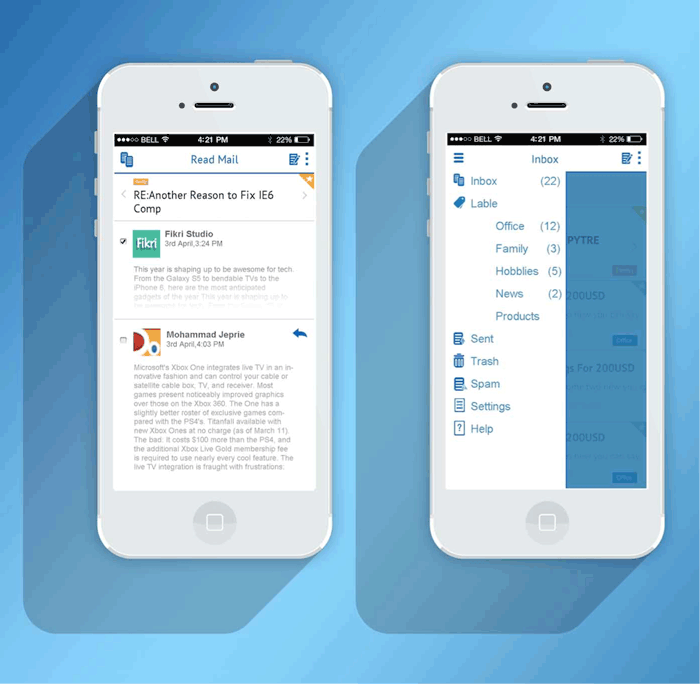 BELL 4:21 PM 22%
Read Mail
RE:Another Reason to Fix IE6
Comp
Fikri
Fikri Studio
3rd April,3:24 PM
This year is shaping up to be awesome for tech.
From the Galaxy S5 to bendable TVs to the
iPhone 6, here are the most anticipated
gadgets of the year This year is shaping up to
Mohammad Jeprie
3rd April,4:03 PM
Microsoft's Xbox One integrates live TV in an in-
novative fashion and can control your cable or
satellite cable box, TV, and receiver. Most
games present noticeably improved graphics
over those on the Xbox 360. The One has a
slightly better roster of exclusive games com-
pared with the PS4's. Titanfall available with
new Xbox Ones at no charge (as of March 11).
The bad: It costs $100 more than the PS4, and
the additional Xbox Live Gold membership fee
is required to use nearly every cool feature. The
live TV integration is fraught with frustrations:
BELL 4:21 PM 22%
Inbox
Inbox (22)
Lable
Office (12)
Family (3)
Hobblies (5)
News (2)
Products
Sent
Trash
Spam
Settings
? Help
PYTRE
200USD
Office
gs For 200USD
200USD
Office